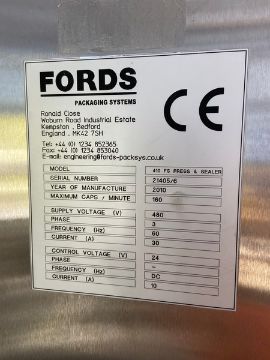 FORDS
PACKAGING SYSTEMS
CE
Ronald Close
Woburn Road Industrial Estate
Kempston, Bedford
England, MK42 7SH
Tel: +44 (0) 1234 852365
Fax: +44 (0) 1234 853040
E-mail: engineering@fords-packsys.co.uk
MODEL 410 FS PRESS & SEALER
SERIAL NUMBER 21405/6
YEAR OF MANUFACTURE 2010
MAXIMUM CAPS / MINUTE 160
SUPPLY VOLTAGE (V) 480
PHASE 3
FREQUENCY (Hz) 60
CURRENT (A) 30
CONTROL VOLTAGE (V) 24
PHASE -
FREQUENCY (Hz) DC
CURRENT (A) 10